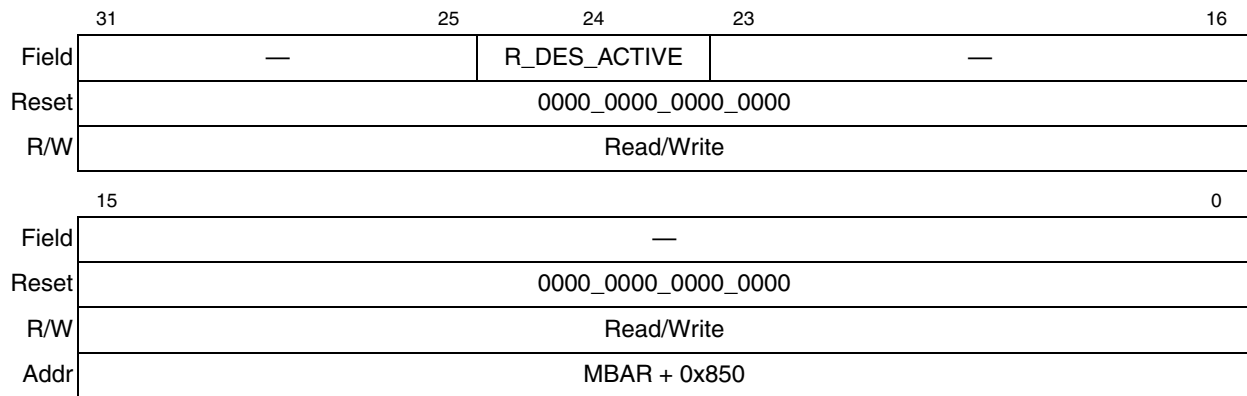 31 25 24 23 16
Field — R_DES_ACTIVE —
Reset 0000_0000_0000_0000
R/W Read/Write
15 0
Field —
Reset 0000_0000_0000_0000
R/W Read/Write
Addr MBAR + 0x850